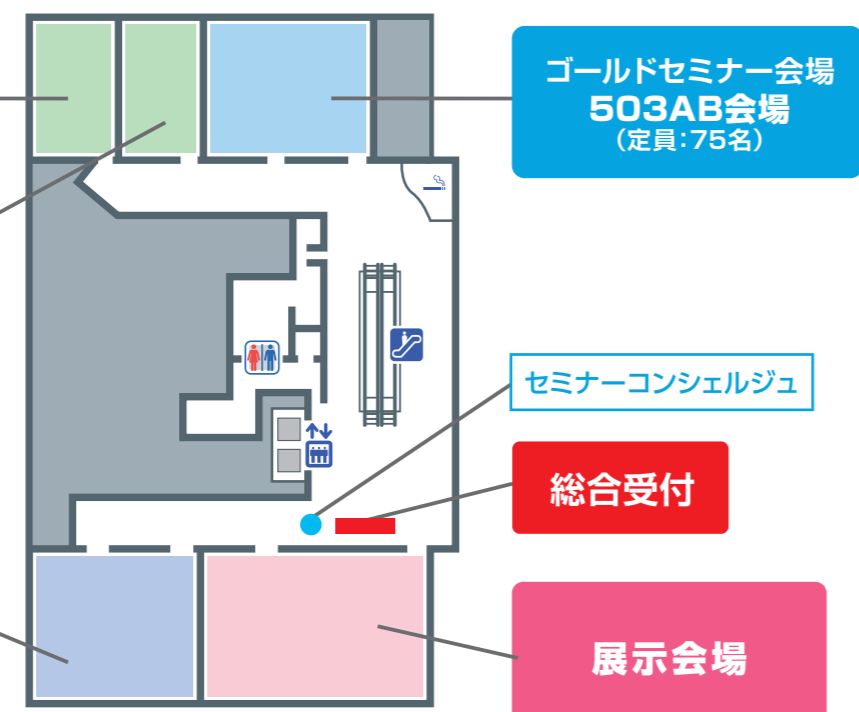 ゴールドセミナー会場
503AB会場
(定員:75名)
セミナーコンシェルジュ
総合受付
展示会場